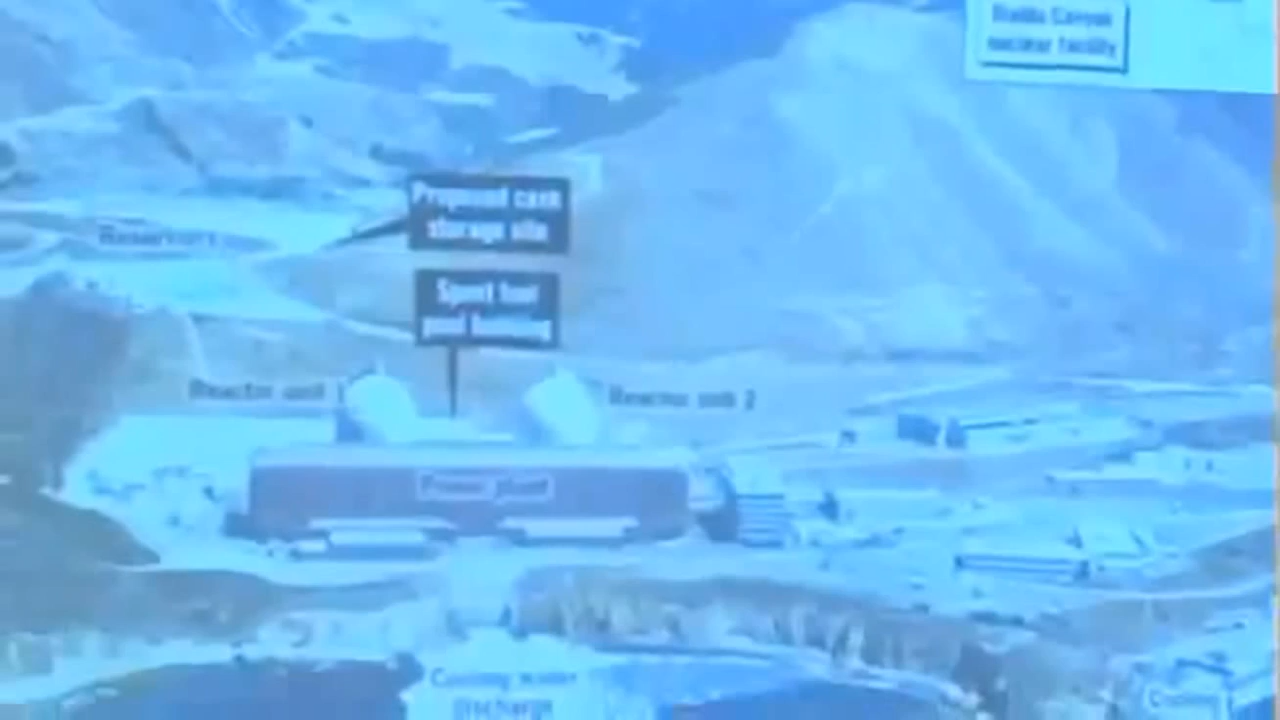 Diablo Canyon
nuclear facility
Proposed cask
storage site
Reservoirs
Spent fuel
pool housing
Reactor unit 1
Reactor unit 2
Power plant
Cooling water
discharge